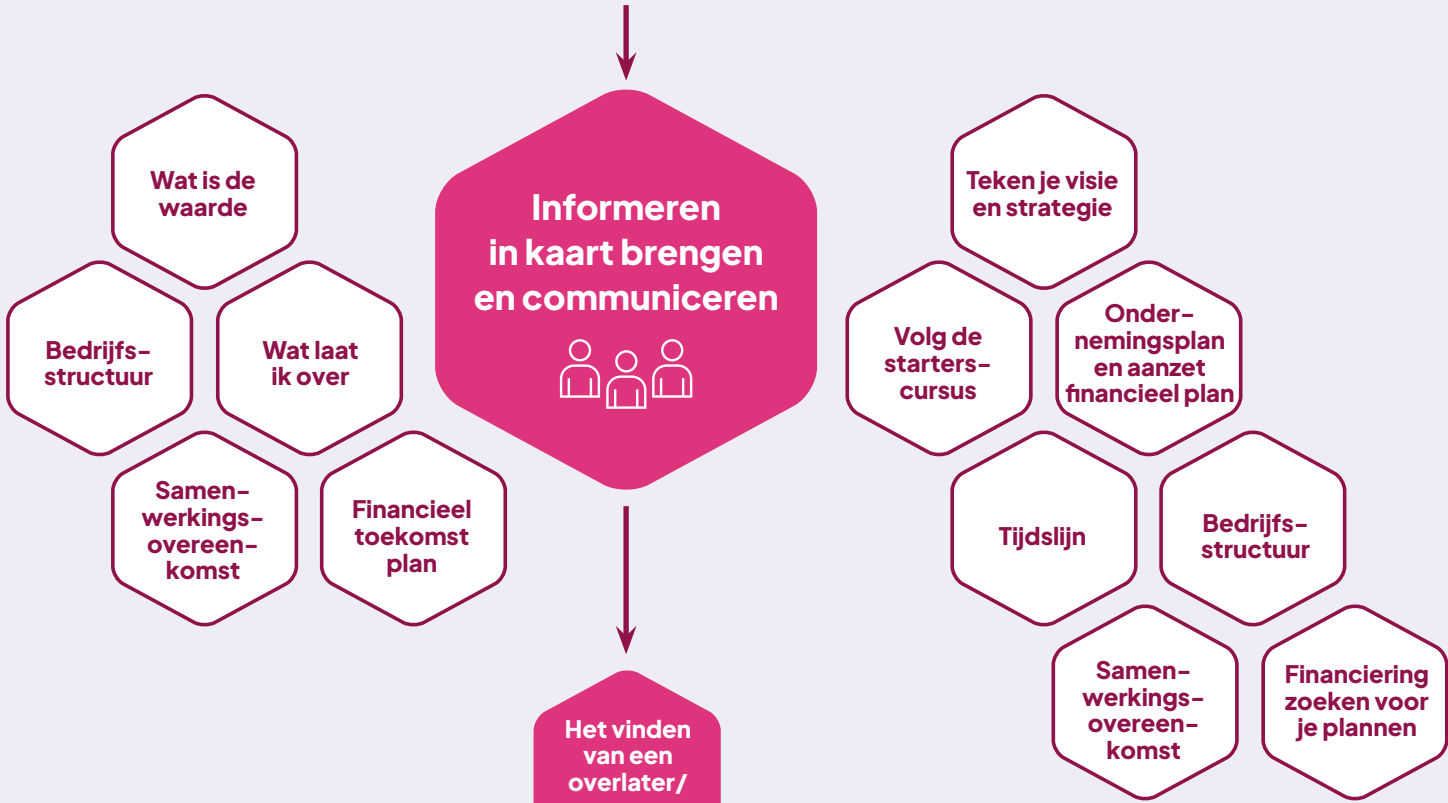 Wat is de
waarde
Bedrijfs-
structuur
Wat laat
ik over
Samen-
werkings-
overeen-
komst
Financieel
toekomst
plan
Informeren
in kaart brengen
en communiceren
Het vinden
van een
overlater/
Teken je visie
en strategie
Volg de
starters-
cursus
Onder-
nemingsplan
en aanzet
financieel plan
Tijdslijn
Bedrijfs-
structuur
Samen-
werkings-
overeen-
komst
Financiering
zoeken voor
je plannen